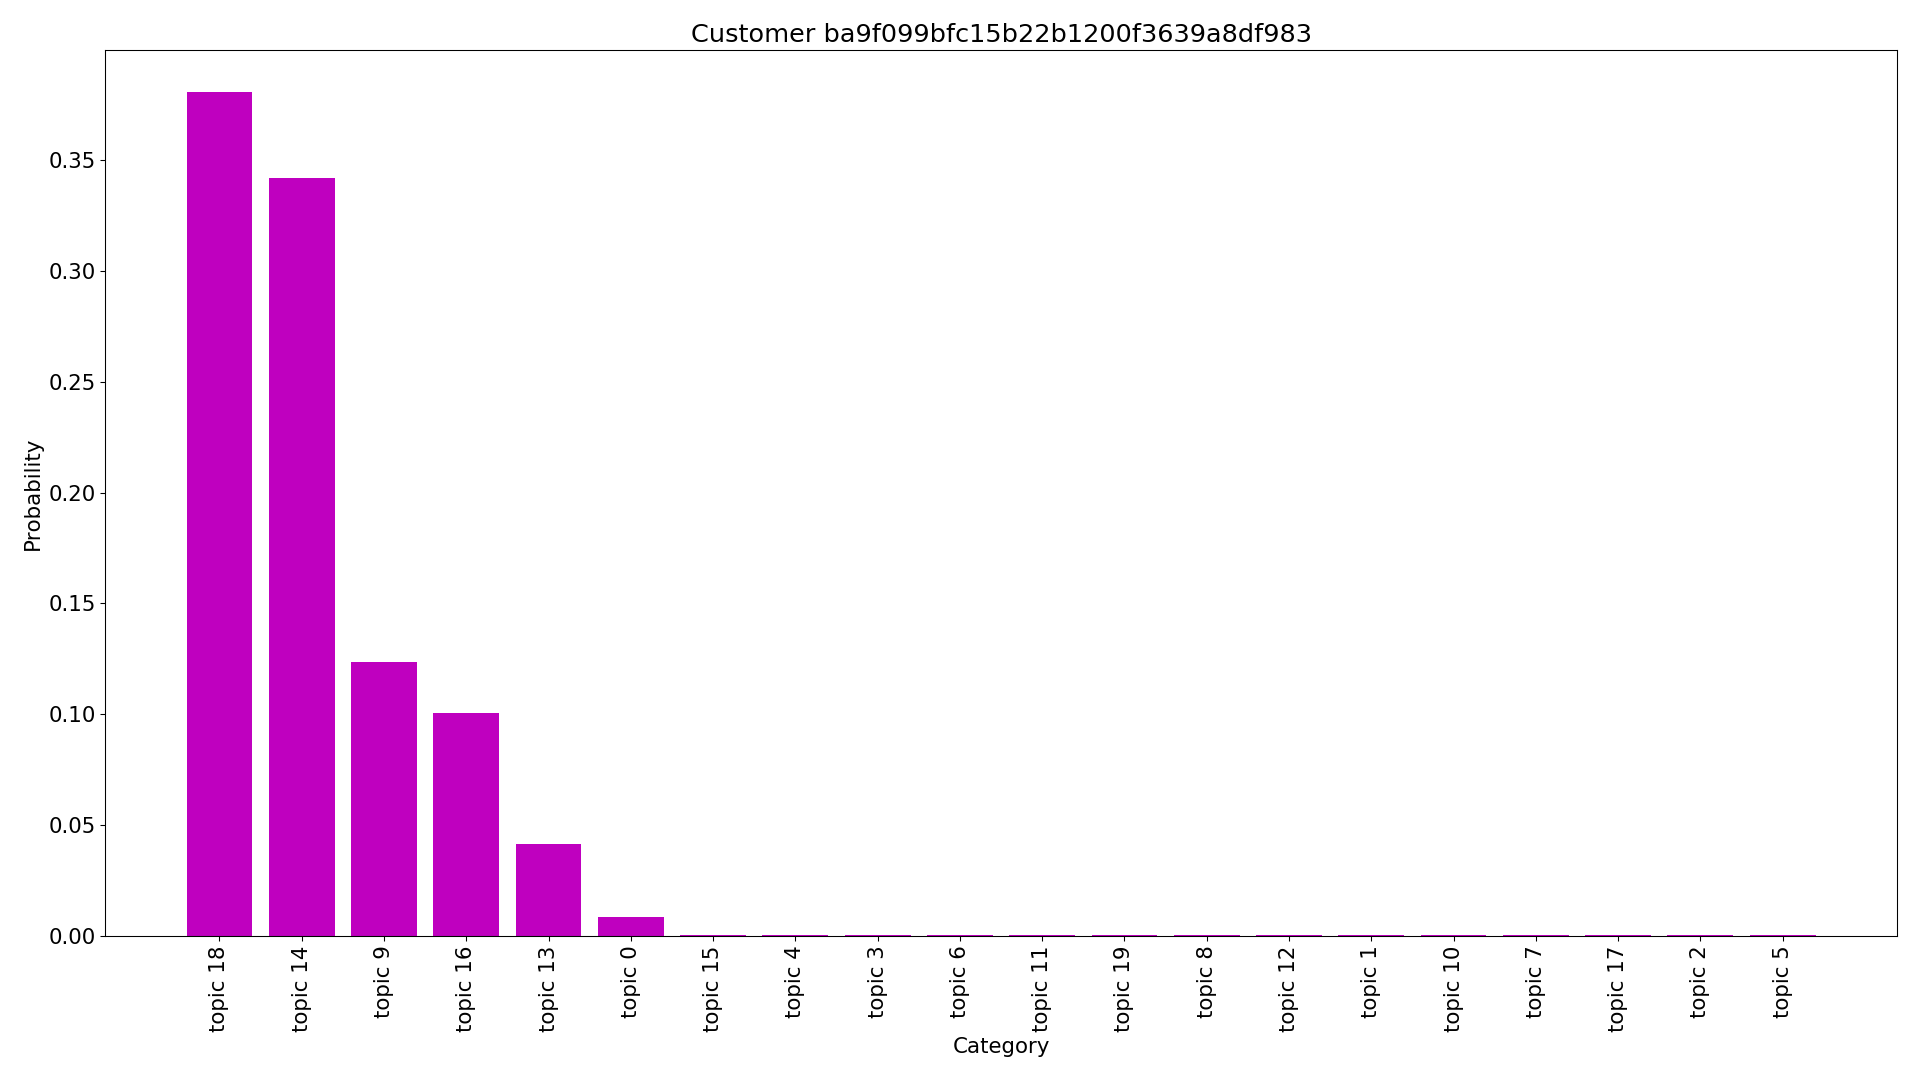 Customer ba9f099bfc15b22b1200f3639a8df983
Probability
0.35
0.30
0.25
0.20
0.15
0.10
0.05
0.00
topic 18
topic 14
topic 9
topic 16
topic 13
topic 0
topic 15
topic 4
topic 3
topic 6
topic 11
topic 19
topic 8
topic 12
topic 1
topic 10
topic 7
topic 17
topic 2
topic 5
Category